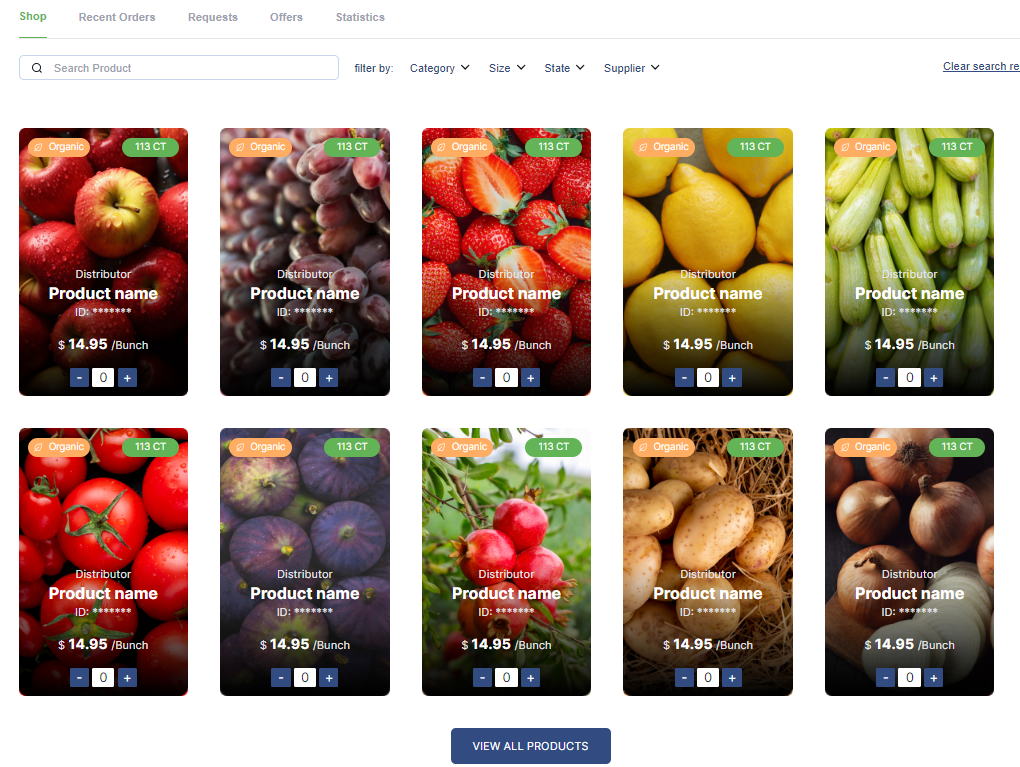 Shop Recent Orders Requests Offers Statistics
Search Product filter by: Category Size State Supplier Clear search re
Organic 113 CT Organic 113 CT Organic 113 CT Organic 113 CT Organic 113 CT
Distributor Distributor Distributor Distributor Distributor
Product name Product name Product name Product name Product name
ID: ******* ID: ******* ID: ******* ID: ******* ID: *******
$ 14.95 /Bunch $ 14.95 /Bunch $ 14.95 /Bunch $ 14.95 /Bunch $ 14.95 /Bunch
- 0 + - 0 + - 0 + - 0 + - 0 +
Organic 113 CT Organic 113 CT Organic 113 CT Organic 113 CT Organic 113 CT
Distributor Distributor Distributor Distributor Distributor
Product name Product name Product name Product name Product name
ID: ******* ID: ******* ID: ******* ID: ******* ID: *******
$ 14.95 /Bunch $ 14.95 /Bunch $ 14.95 /Bunch $ 14.95 /Bunch $ 14.95 /Bunch
- 0 + - 0 + - 0 + - 0 + - 0 +
VIEW ALL PRODUCTS